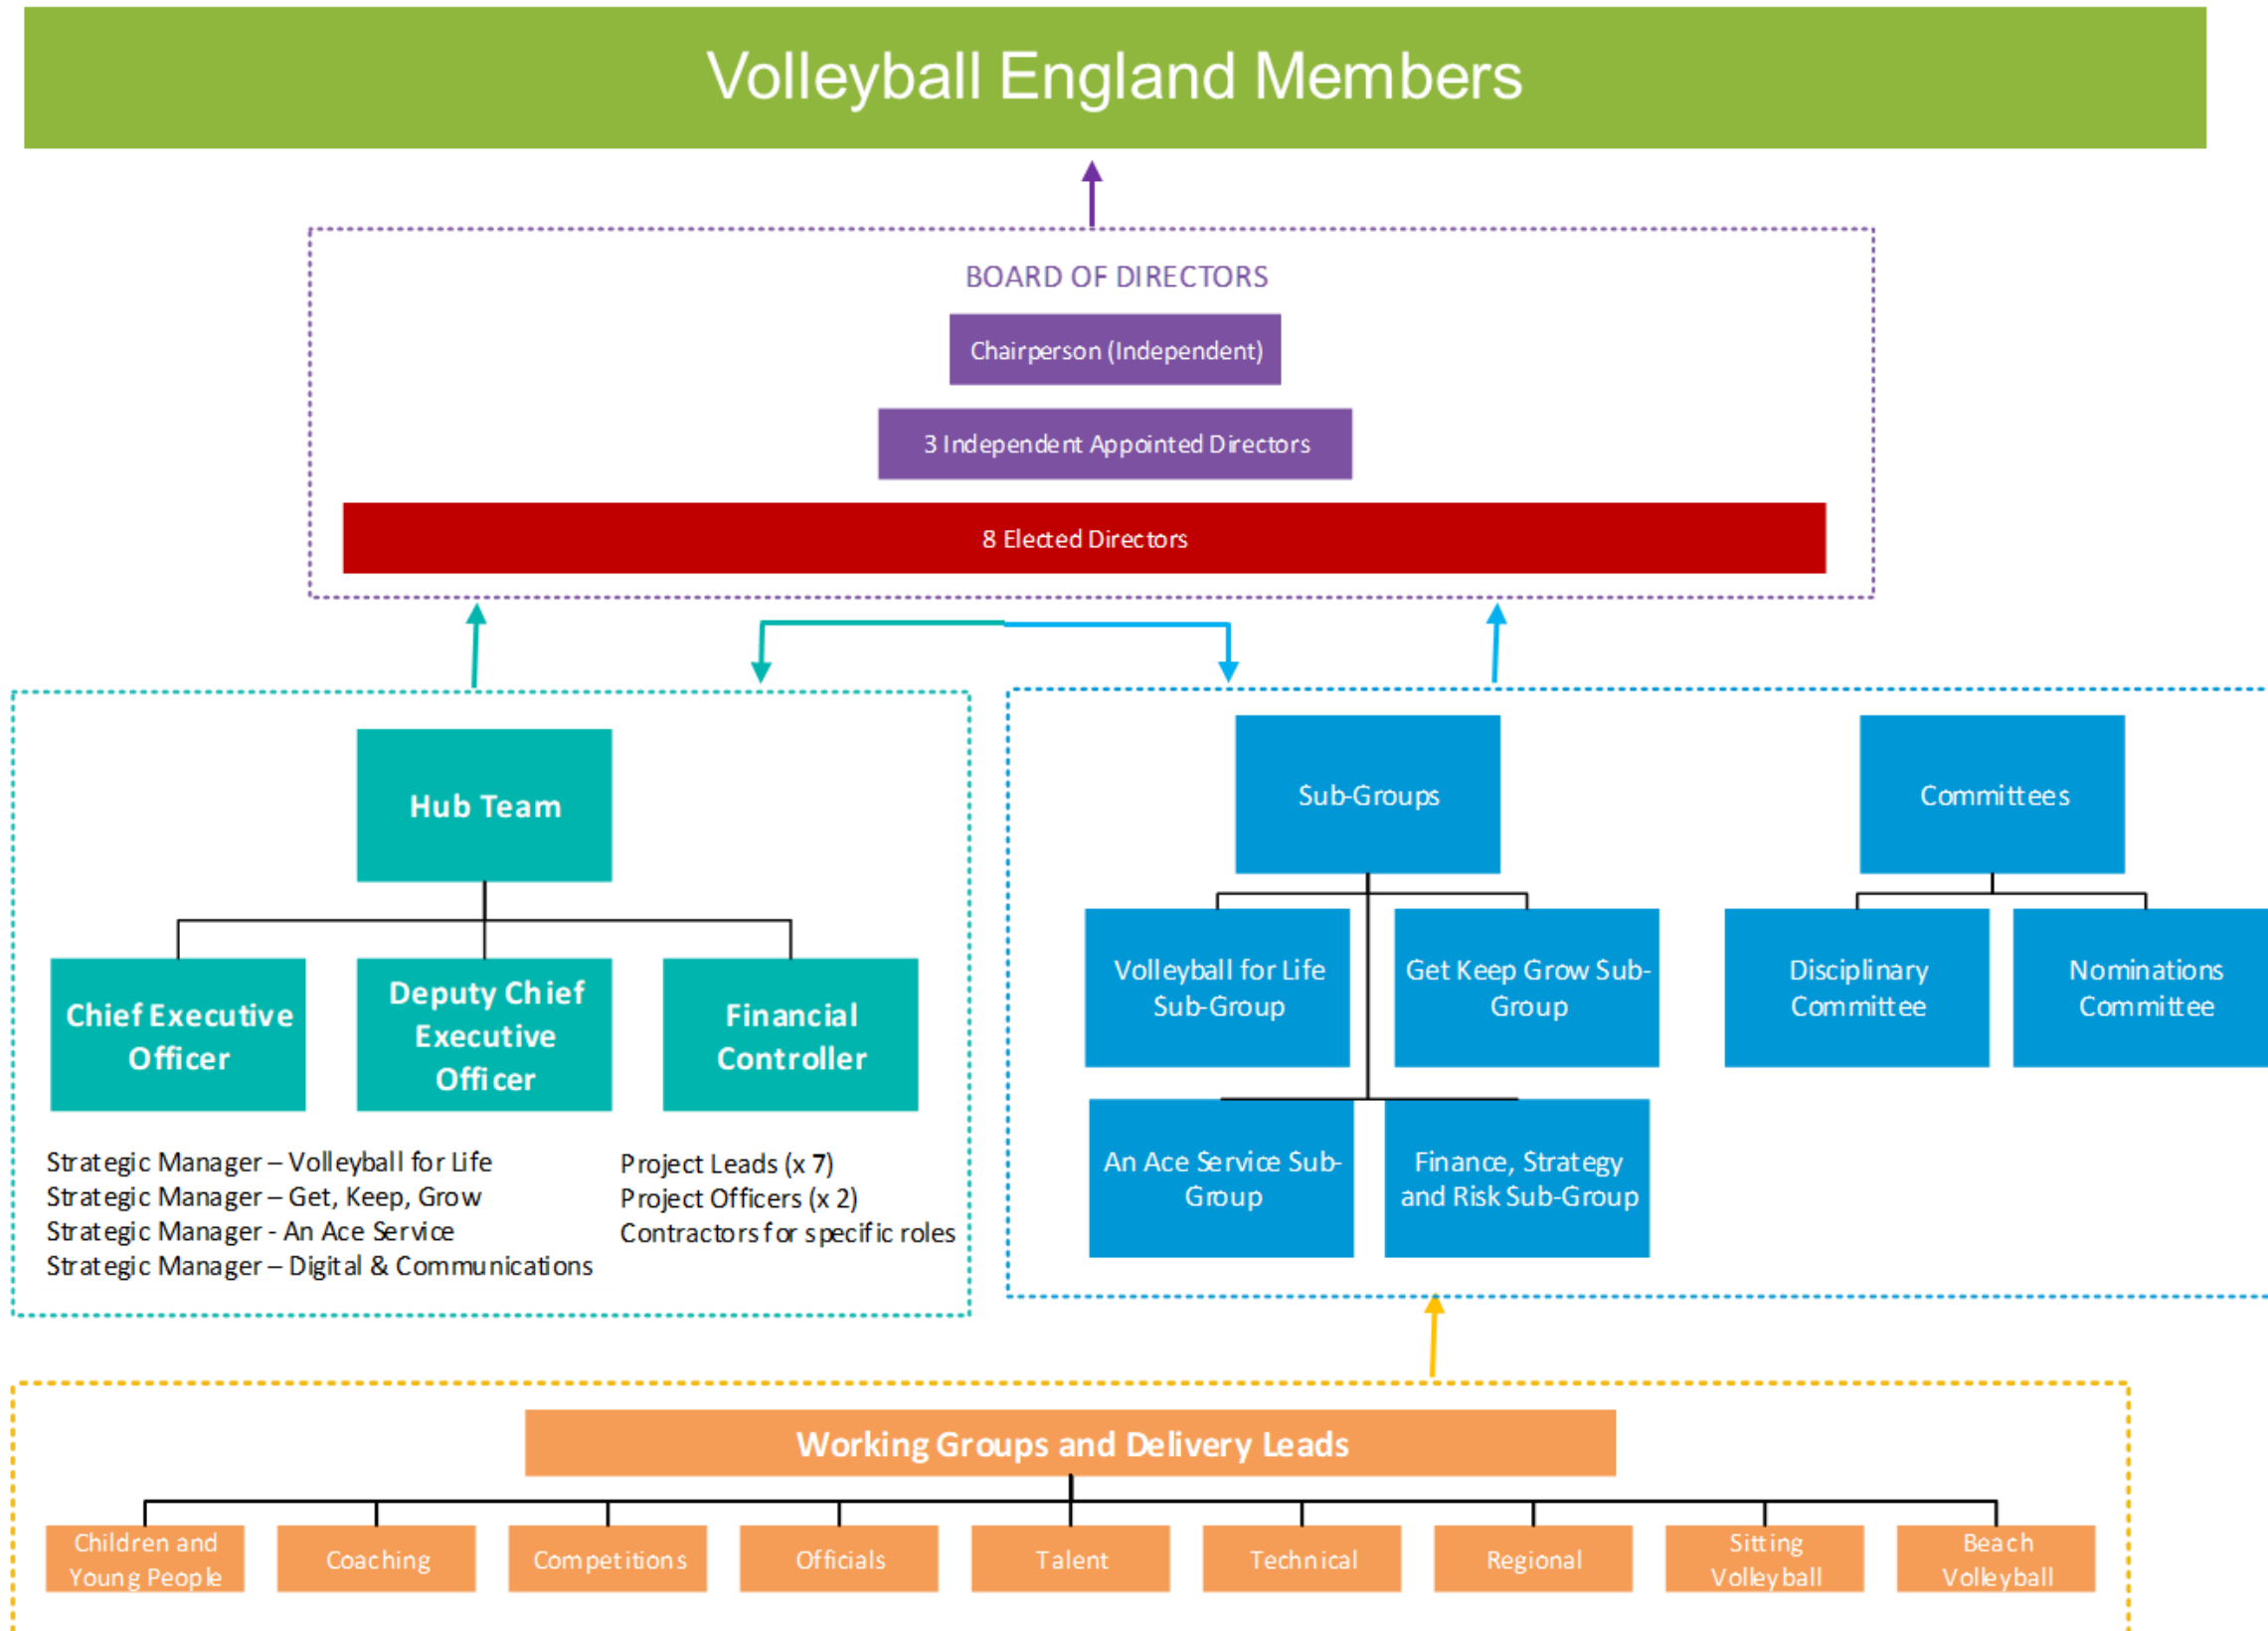 Volleyball England Members
BOARD OF DIRECTORS
Chairperson (Independent)
3 Independent Appointed Directors
8 Elected Directors
Hub Team
Chief Executive
Officer
Deputy Chief
Executive
Officer
Financial
Controller
Strategic Manager – Volleyball for Life
Strategic Manager – Get, Keep, Grow
Strategic Manager - An Ace Service
Strategic Manager – Digital & Communications
Project Leads (x 7)
Project Officers (x 2)
Contractors for specific roles
Sub-Groups
Committees
Volleyball for Life
Sub-Group
Get Keep Grow Sub-
Group
Disciplinary
Committee
Nominations
Committee
An Ace Service Sub-
Group
Finance, Strategy
and Risk Sub-Group
Working Groups and Delivery Leads
Children and
Young People
Coaching
Competitions
Officials
Talent
Technical
Regional
Sitting
Volleyball
Beach
Volleyball